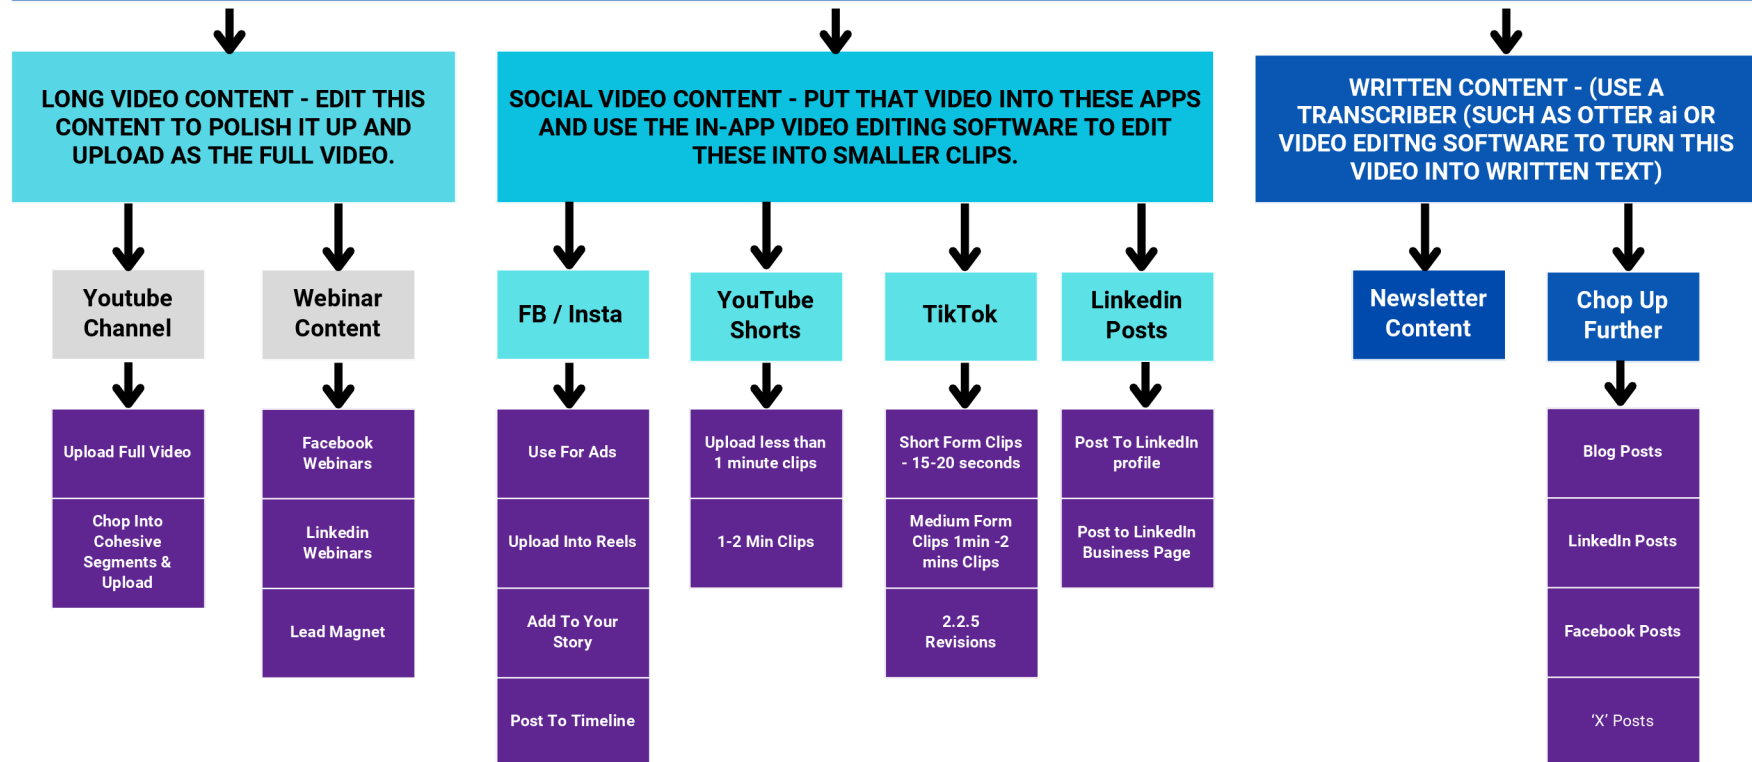 LONG VIDEO CONTENT - EDIT THIS
CONTENT TO POLISH IT UP AND
UPLOAD AS THE FULL VIDEO.
SOCIAL VIDEO CONTENT - PUT THAT VIDEO INTO THESE APPS
AND USE THE IN-APP VIDEO EDITING SOFTWARE TO EDIT
THESE INTO SMALLER CLIPS.
WRITTEN CONTENT - (USE A
TRANSCRIBER (SUCH AS OTTER ai OR
VIDEO EDITNG SOFTWARE TO TURN THIS
VIDEO INTO WRITTEN TEXT)
Youtube
Channel
Upload Full Video
Chop Into
Cohesive
Segments &
Upload
Webinar
Content
Facebook
Webinars
Linkedin
Webinars
Lead Magnet
FB / Insta
Use For Ads
Upload Into Reels
Add To Your
Story
Post To Timeline
YouTube
Shorts
Upload less than
1 minute clips
1-2 Min Clips
TikTok
Short Form Clips
- 15-20 seconds
Medium Form
Clips 1min -2
mins Clips
2.2.5
Revisions
Linkedin
Posts
Post To LinkedIn
profile
Post to LinkedIn
Business Page
Newsletter
Content
Chop Up
Further
Blog Posts
LinkedIn Posts
Facebook Posts
‘X’ Posts